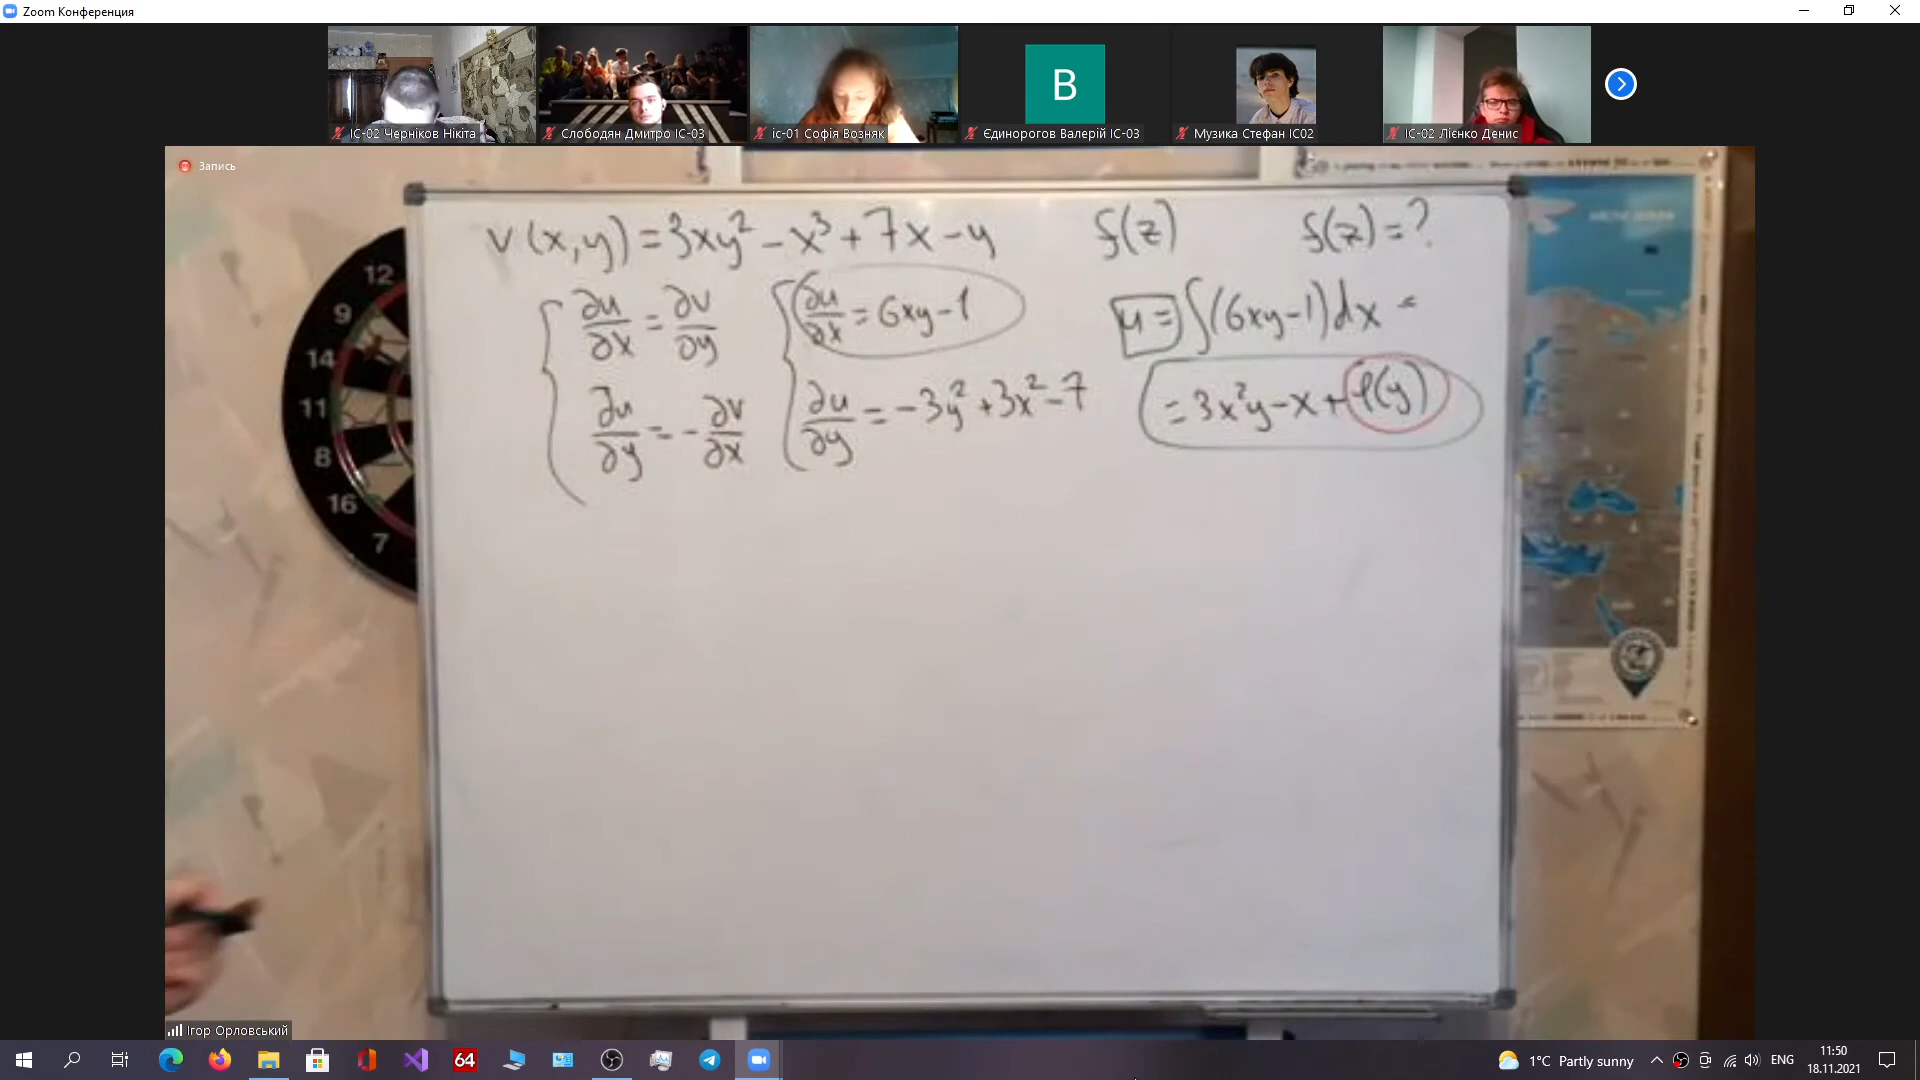 Zoom Конференция
ІС-02 Черніков Нікіта
Слободян Дмитро ІС-03
іс-01 Софія Возняк
В
Єдинорогов Валерій ІС-03
Музика Стефан ІС02
ІС-02 Лієнко Денис
Запись
v(x,y)=3xy²-x³+7x-y f(z) f(z)=?
∂u/∂x=∂v/∂y ∂u/∂x=6xy-1 u=∫(6xy-1)dx=
∂u/∂y=-∂v/∂x ∂u/∂y=-3y²+3x²-7 =3x²y-x+φ(y)
12
9
14
11
8
16
7
Ігор Орловський
64
1°C Partly sunny
ENG
11:50
18.11.2021